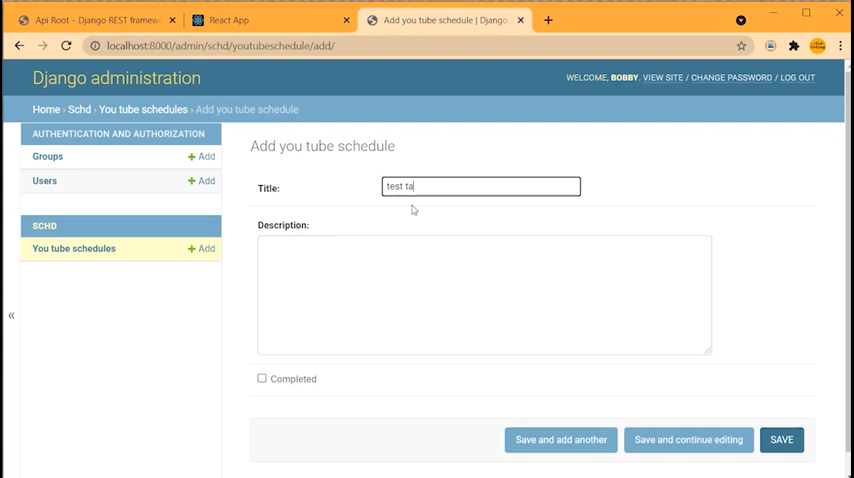 Api Root – Django REST framewo
React App
Add you tube schedule | Django
localhost:8000/admin/schd/youtubeschedule/add/
Django administration
WELCOME, BOBBY. VIEW SITE / CHANGE PASSWORD / LOG OUT
Home › Schd › You tube schedules › Add you tube schedule
AUTHENTICATION AND AUTHORIZATION
Groups + Add
Users + Add
SCHD
You tube schedules + Add
«
Add you tube schedule
Title: test ta
Description:
Completed
Save and add another
Save and continue editing
SAVE